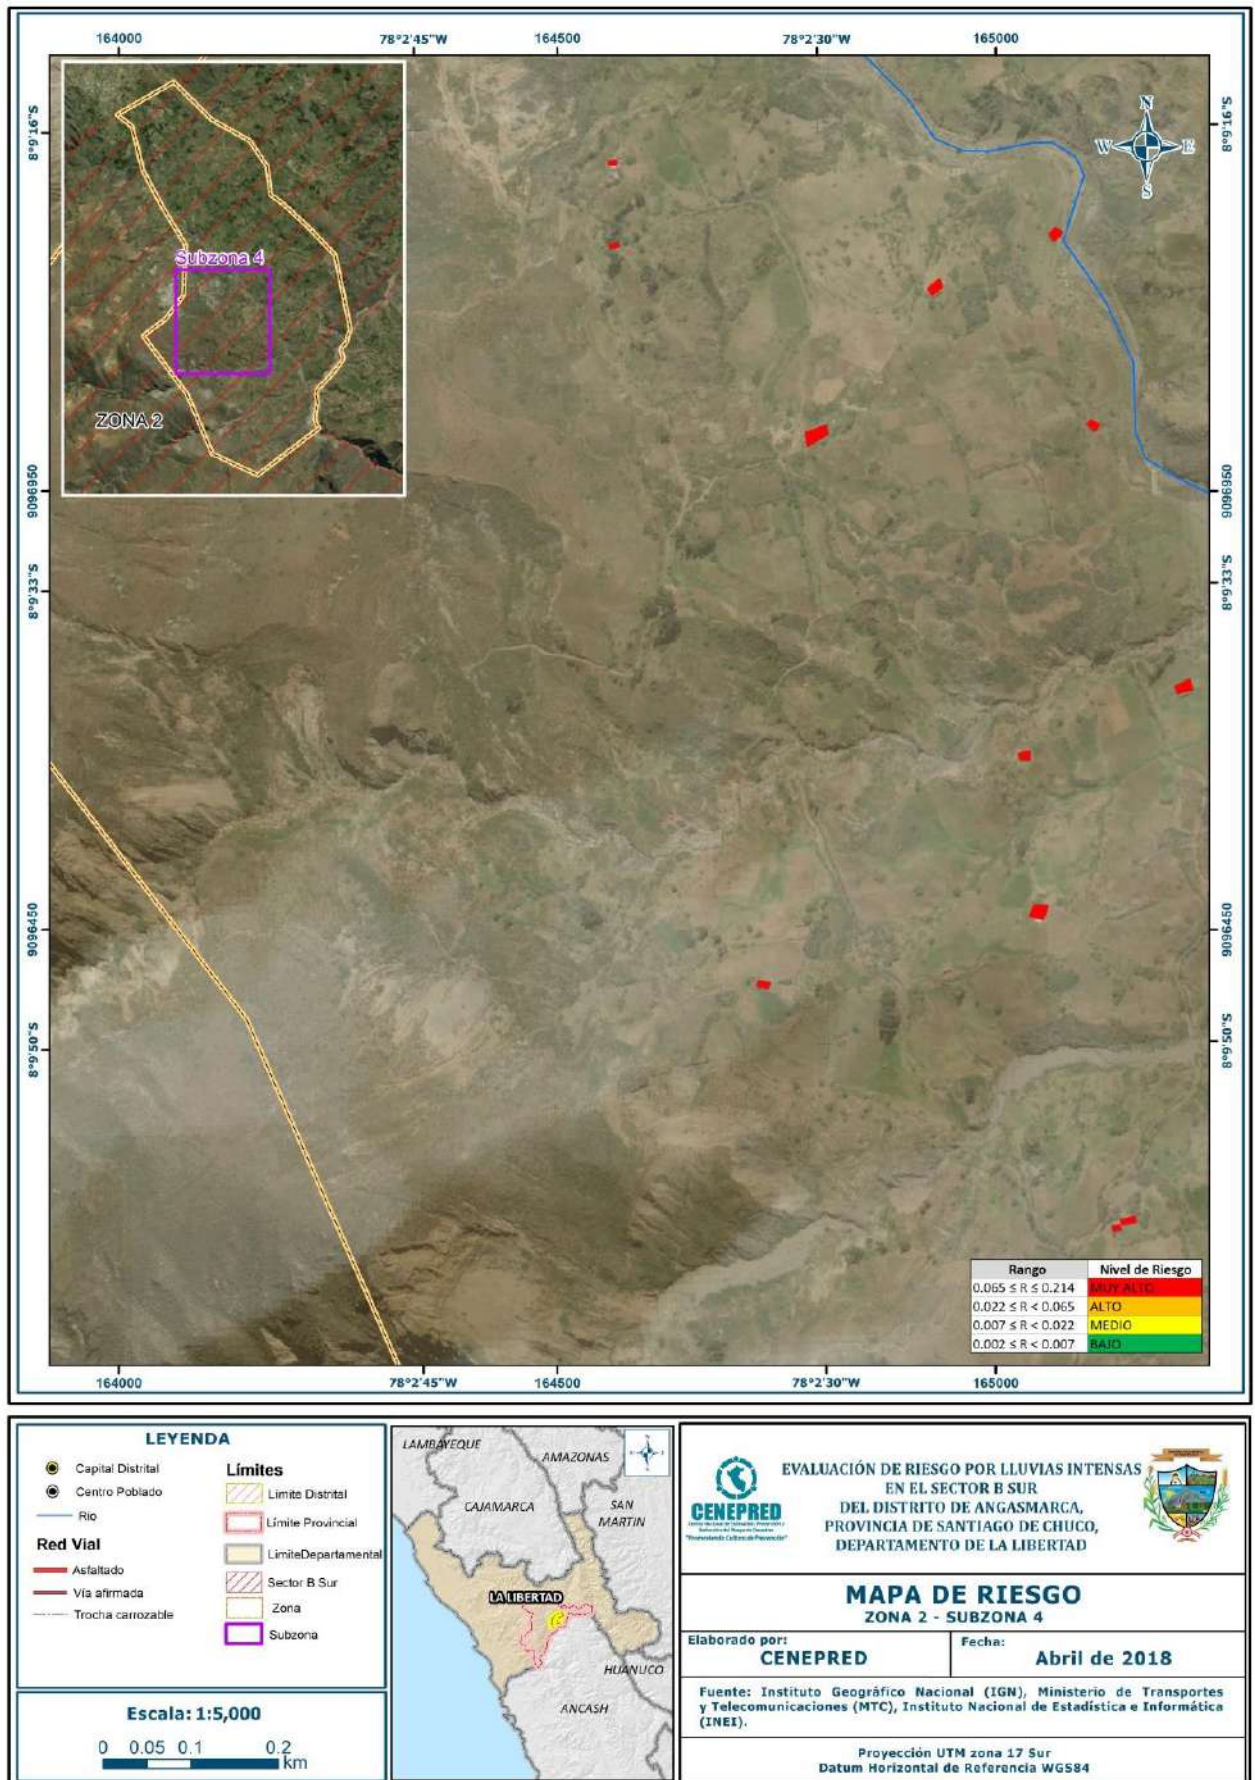 164000
78°2'45"W
164500
78°2'30"W
165000
8°9'16"S
8°9'16"S
N
W
E
S
Subzona 4
ZONA 2
9096950
9096950
8°9'33"S
8°9'33"S
9096450
9096450
8°9'50"S
8°9'50"S
Rango
Nivel de Riesgo
0.065 ≤ R ≤ 0.214
MUY ALTO
0.022 ≤ R < 0.065
ALTO
0.007 ≤ R < 0.022
MEDIO
0.002 ≤ R < 0.007
BAJO
164000
78°2'45"W
164500
78°2'30"W
165000
LEYENDA
Capital Distrital
Centro Poblado
Rio
Red Vial
Asfaltado
Vía afirmada
Trocha carrozable
Límites
Límite Distrital
Límite Provincial
LimiteDepartamental
Sector B Sur
Zona
Subzona
Escala: 1:5,000
0 0.05 0.1 0.2
km
LAMBAYEQUE
AMAZONAS
CAJAMARCA
SAN
MARTIN
LA LIBERTAD
HUANUCO
ANCASH
CENEPRED
EVALUACIÓN DE RIESGO POR LLUVIAS INTENSAS
EN EL SECTOR B SUR
DEL DISTRITO DE ANGASMARCA,
PROVINCIA DE SANTIAGO DE CHUCO,
DEPARTAMENTO DE LA LIBERTAD
MAPA DE RIESGO
ZONA 2 - SUBZONA 4
Elaborado por:
CENEPRED
Fecha:
Abril de 2018
Fuente: Instituto Geográfico Nacional (IGN), Ministerio de Transportes
y Telecomunicaciones (MTC), Instituto Nacional de Estadística e Informática
(INEI).
Proyección UTM zona 17 Sur
Datum Horizontal de Referencia WGS84